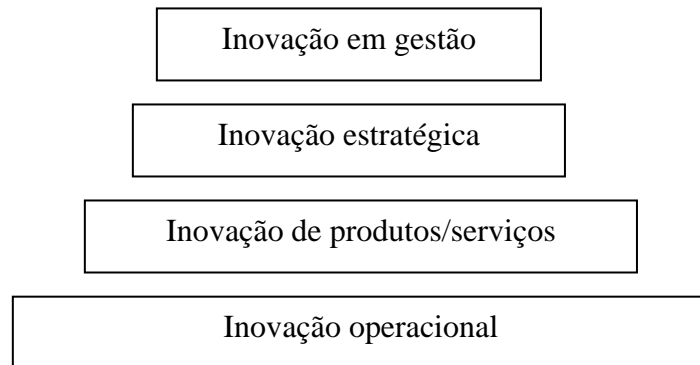 Inovação em gestão
Inovação estratégica
Inovação de produtos/serviços
Inovação operacional